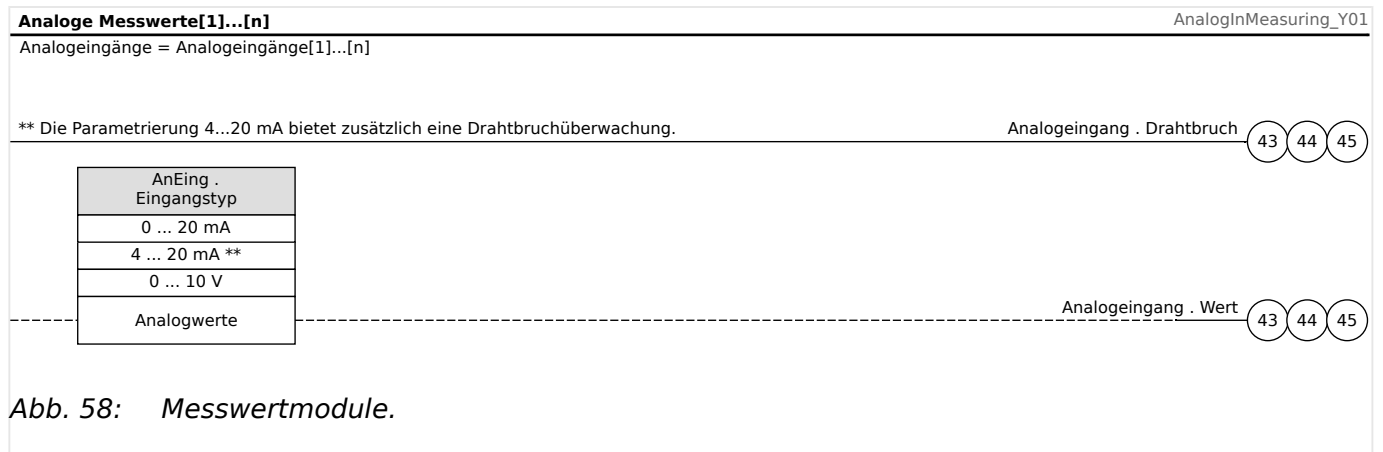 Analoge Messwerte[1]...[n]
AnalogInMeasuring_Y01
Analogeingänge = Analogeingänge[1]...[n]
** Die Parametrierung 4...20 mA bietet zusätzlich eine Drahtbruchüberwachung.
Analogeingang . Drahtbruch
43 44 45
AnEing .
Eingangstyp
0 ... 20 mA
4 ... 20 mA **
0 ... 10 V
Analogwerte
Analogeingang . Wert
43 44 45
Abb. 58: Messwertmodule.